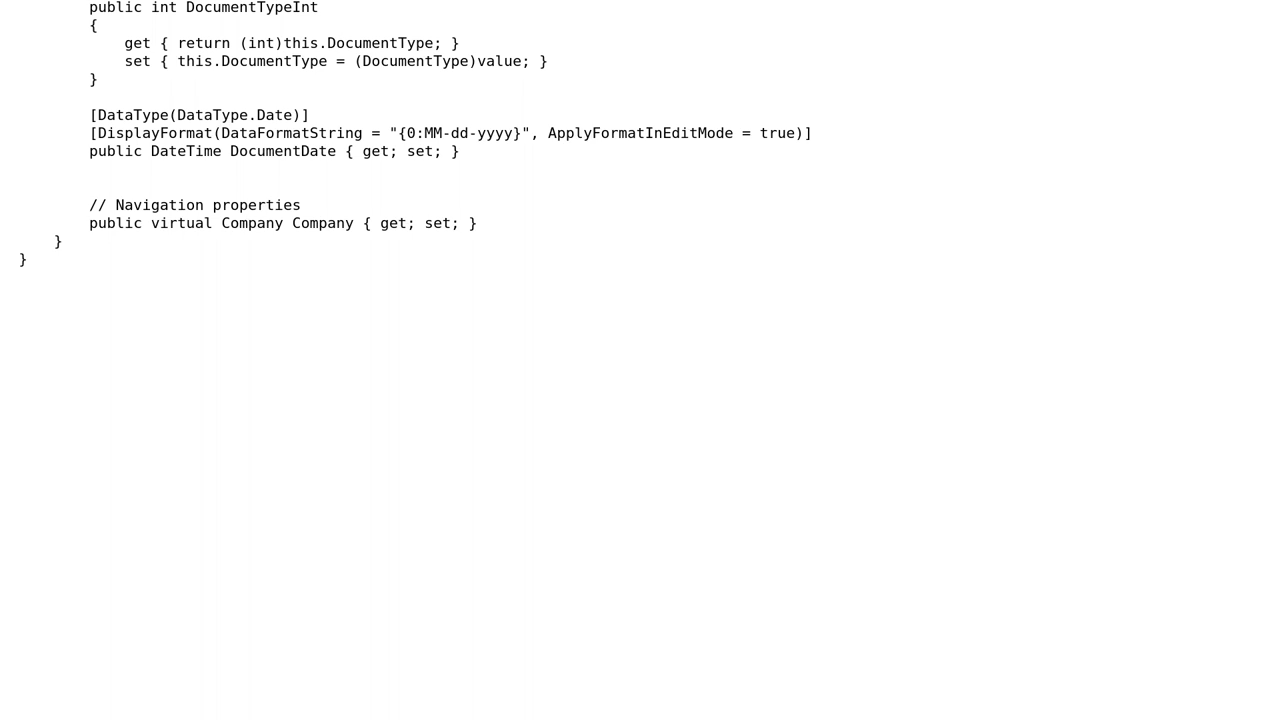 public int DocumentTypeInt
{
get { return (int)this.DocumentType; }
set { this.DocumentType = (DocumentType)value; }
}
[DataType(DataType.Date)]
[DisplayFormat(DataFormatString = "{0:MM-dd-yyyy}", ApplyFormatInEditMode = true)]
public DateTime DocumentDate { get; set; }
// Navigation properties
public virtual Company Company { get; set; }
}
}